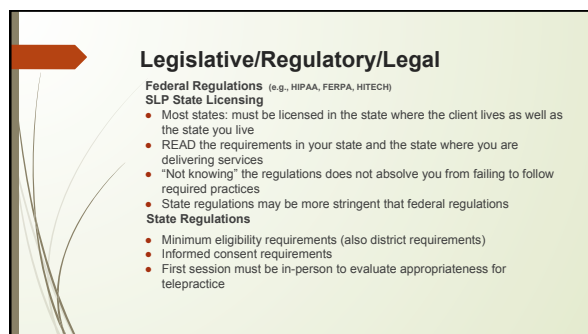 Legislative/Regulatory/Legal
Federal Regulations (e.g., HIPAA, FERPA, HITECH)
SLP State Licensing
● Most states: must be licensed in the state where the client lives as well as
the state you live
● READ the requirements in your state and the state where you are
delivering services
● “Not knowing” the regulations does not absolve you from failing to follow
required practices
● State regulations may be more stringent that federal regulations
State Regulations
● Minimum eligibility requirements (also district requirements)
● Informed consent requirements
● First session must be in-person to evaluate appropriateness for
telepractice